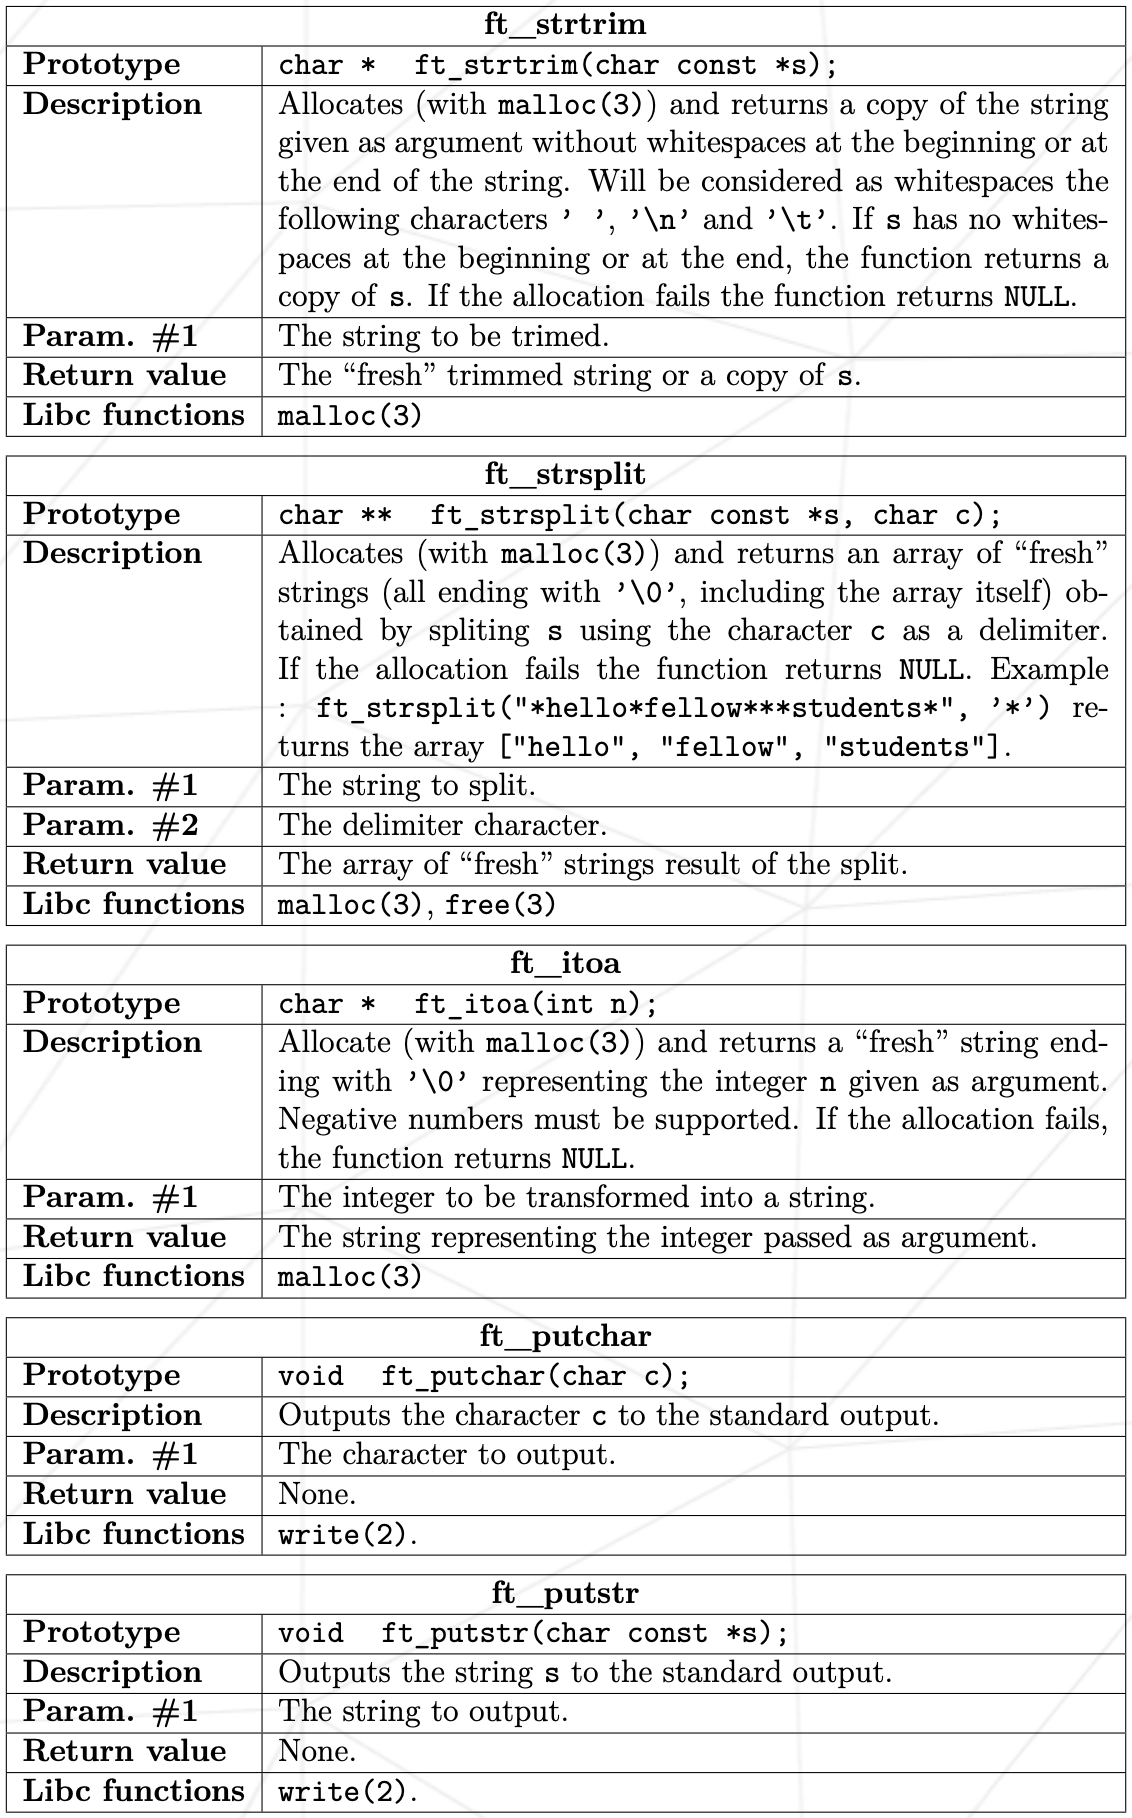 ft_strtrim
Prototype char * ft_strtrim(char const *s);
Description Allocates (with malloc(3)) and returns a copy of the string
given as argument without whitespaces at the beginning or at
the end of the string. Will be considered as whitespaces the
following characters ’ ’, ’\n’ and ’\t’. If s has no whites-
paces at the beginning or at the end, the function returns a
copy of s. If the allocation fails the function returns NULL.
Param. #1 The string to be trimed.
Return value The “fresh” trimmed string or a copy of s.
Libc functions malloc(3)
ft_strsplit
Prototype char ** ft_strsplit(char const *s, char c);
Description Allocates (with malloc(3)) and returns an array of “fresh”
strings (all ending with ’\0’, including the array itself) ob-
tained by spliting s using the character c as a delimiter.
If the allocation fails the function returns NULL. Example
: ft_strsplit("*hello*fellow***students*", ’*’) re-
turns the array ["hello", "fellow", "students"].
Param. #1 The string to split.
Param. #2 The delimiter character.
Return value The array of “fresh” strings result of the split.
Libc functions malloc(3), free(3)
ft_itoa
Prototype char * ft_itoa(int n);
Description Allocate (with malloc(3)) and returns a “fresh” string end-
ing with ’\0’ representing the integer n given as argument.
Negative numbers must be supported. If the allocation fails,
the function returns NULL.
Param. #1 The integer to be transformed into a string.
Return value The string representing the integer passed as argument.
Libc functions malloc(3)
ft_putchar
Prototype void ft_putchar(char c);
Description Outputs the character c to the standard output.
Param. #1 The character to output.
Return value None.
Libc functions write(2).
ft_putstr
Prototype void ft_putstr(char const *s);
Description Outputs the string s to the standard output.
Param. #1 The string to output.
Return value None.
Libc functions write(2).